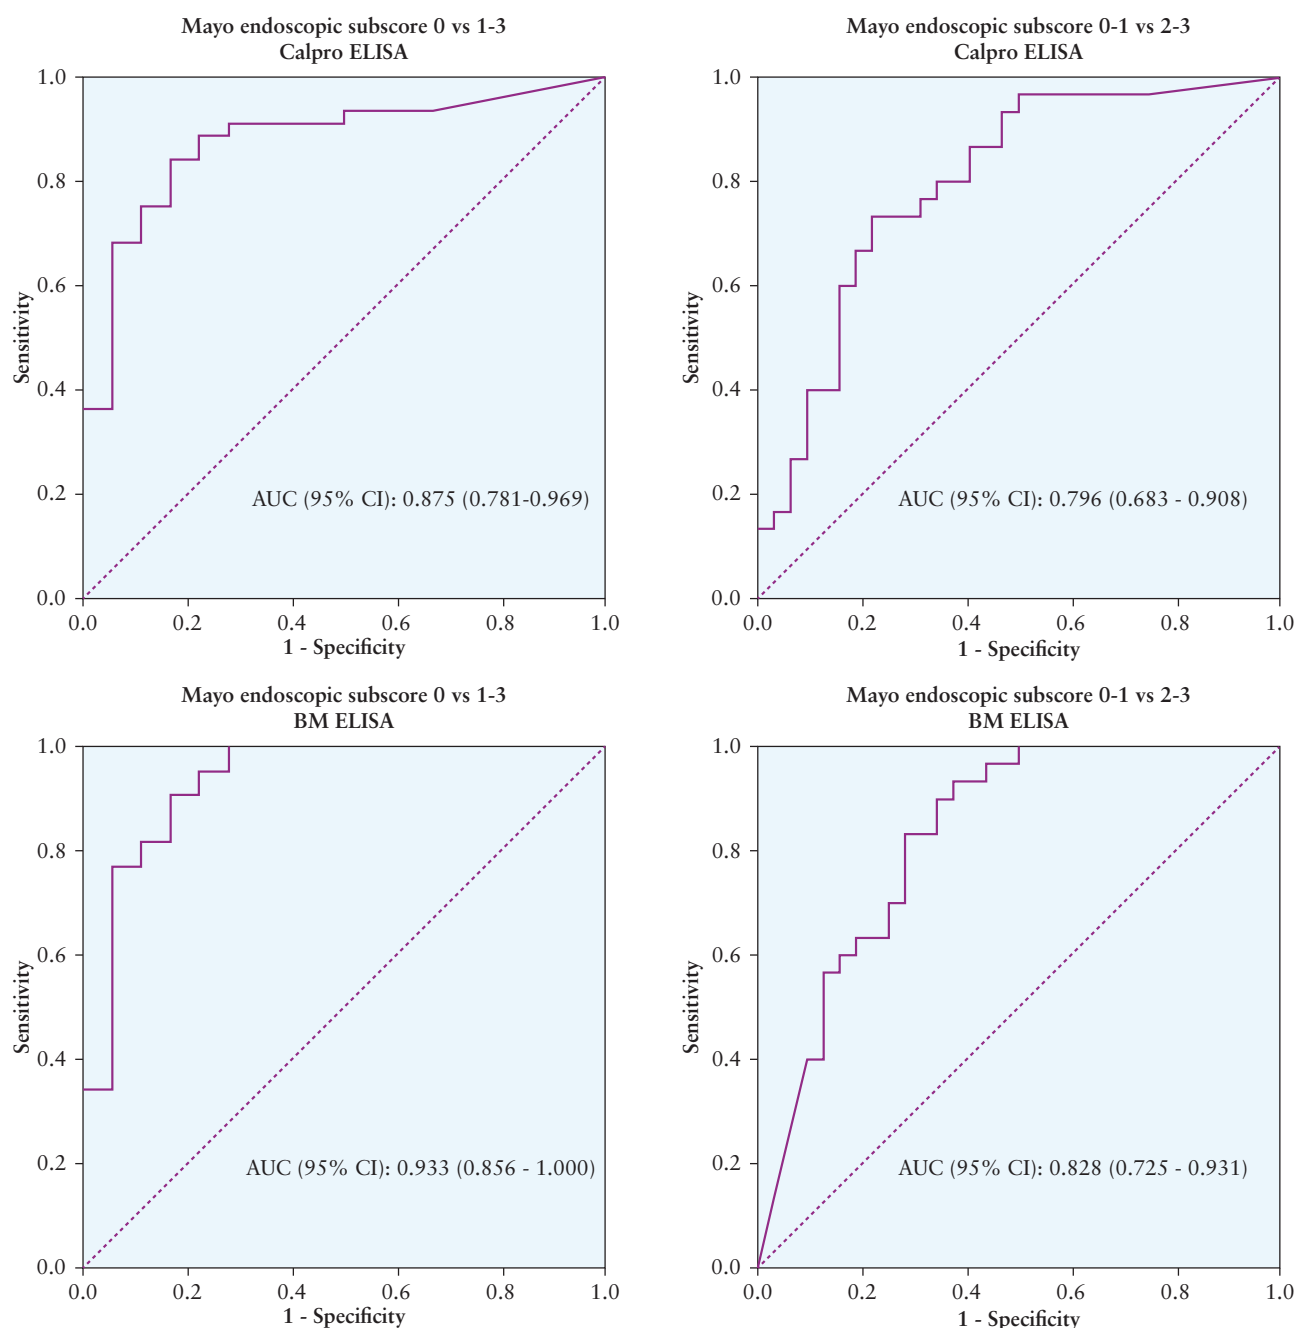 Mayo endoscopic subscore 0 vs 1-3
Calpro ELISA
1.0
0.8
0.6
0.4
0.2
0.0
Sensitivity
AUC (95% CI): 0.875 (0.781-0.969)
0.0 0.2 0.4 0.6 0.8 1.0
1 - Specificity
Mayo endoscopic subscore 0-1 vs 2-3
Calpro ELISA
1.0
0.8
0.6
0.4
0.2
0.0
Sensitivity
AUC (95% CI): 0.796 (0.683 - 0.908)
0.0 0.2 0.4 0.6 0.8 1.0
1 - Specificity
Mayo endoscopic subscore 0 vs 1-3
BM ELISA
1.0
0.8
0.6
0.4
0.2
0.0
Sensitivity
AUC (95% CI): 0.933 (0.856 - 1.000)
0.0 0.2 0.4 0.6 0.8 1.0
1 - Specificity
Mayo endoscopic subscore 0-1 vs 2-3
BM ELISA
1.0
0.8
0.6
0.4
0.2
0.0
Sensitivity
AUC (95% CI): 0.828 (0.725 - 0.931)
0.0 0.2 0.4 0.6 0.8 1.0
1 - Specificity